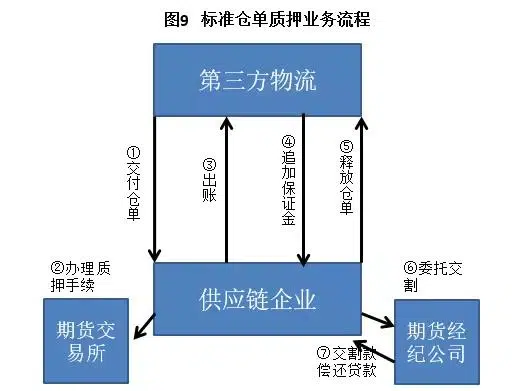 图9 标准仓单质押业务流程
第三方物流
①交付仓单
③出账
④追加保证金
⑤释放仓单
②办理质
押手续
供应链企业
⑥委托交
割
期货交
易所
期货经
纪公司
⑦交割款
偿还贷款